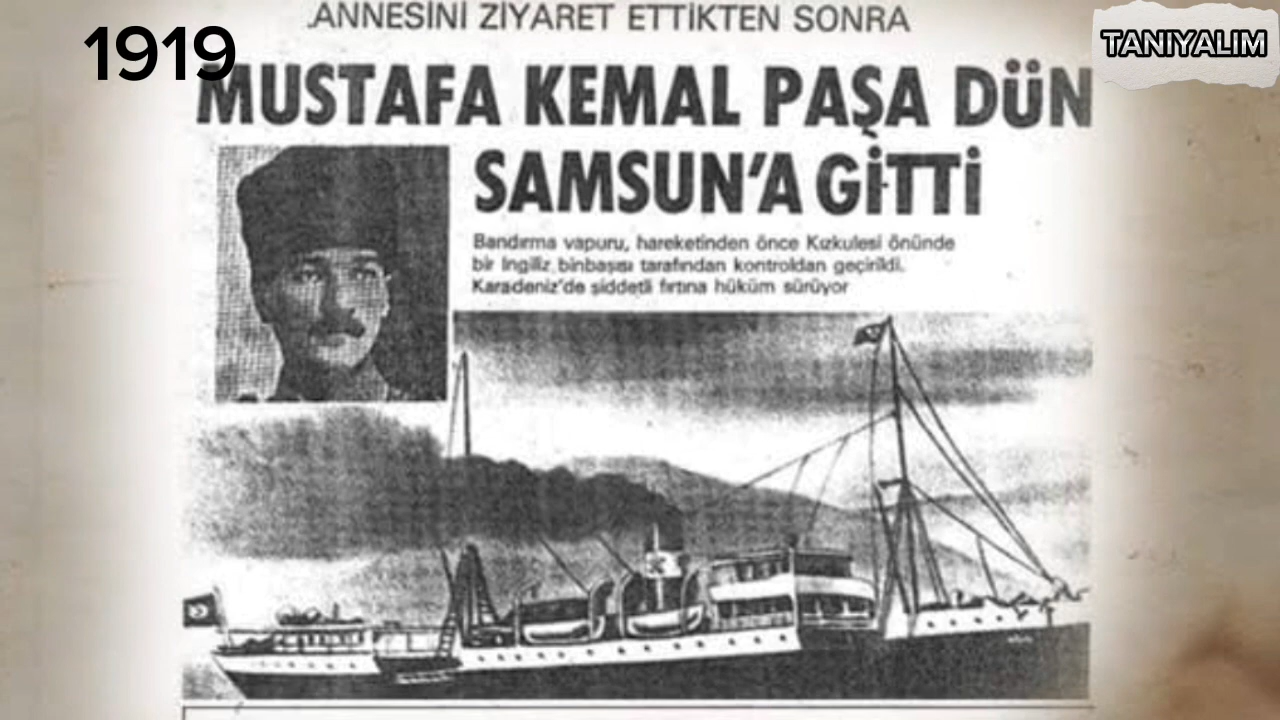 .ANNESİNİ ZİYARET ETTİKTEN SONRA
1919
TANIYALIM
MUSTAFA KEMAL PAŞA DÜN
SAMSUN'A GİTTİ
Bandırma vapuru, hareketinden önce Kızkulesi önünde
bir İngiliz binbaşısı tarafından kontroldan geçirildi.
Karadeniz'de şiddetli fırtına hüküm sürüyor